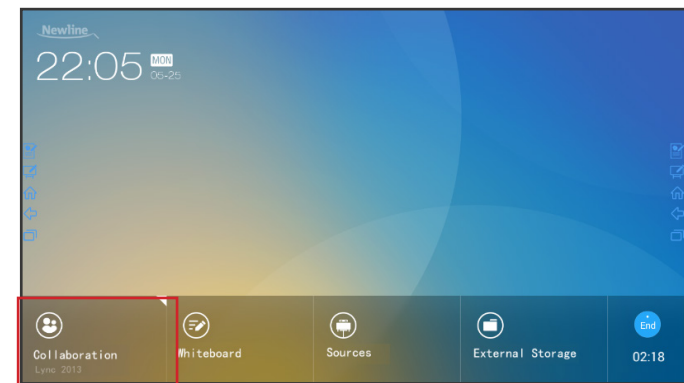 Newline
22:05 MON
05-25
Collaboration
Lync 2013
Whiteboard
Sources
External Storage
End
02:18